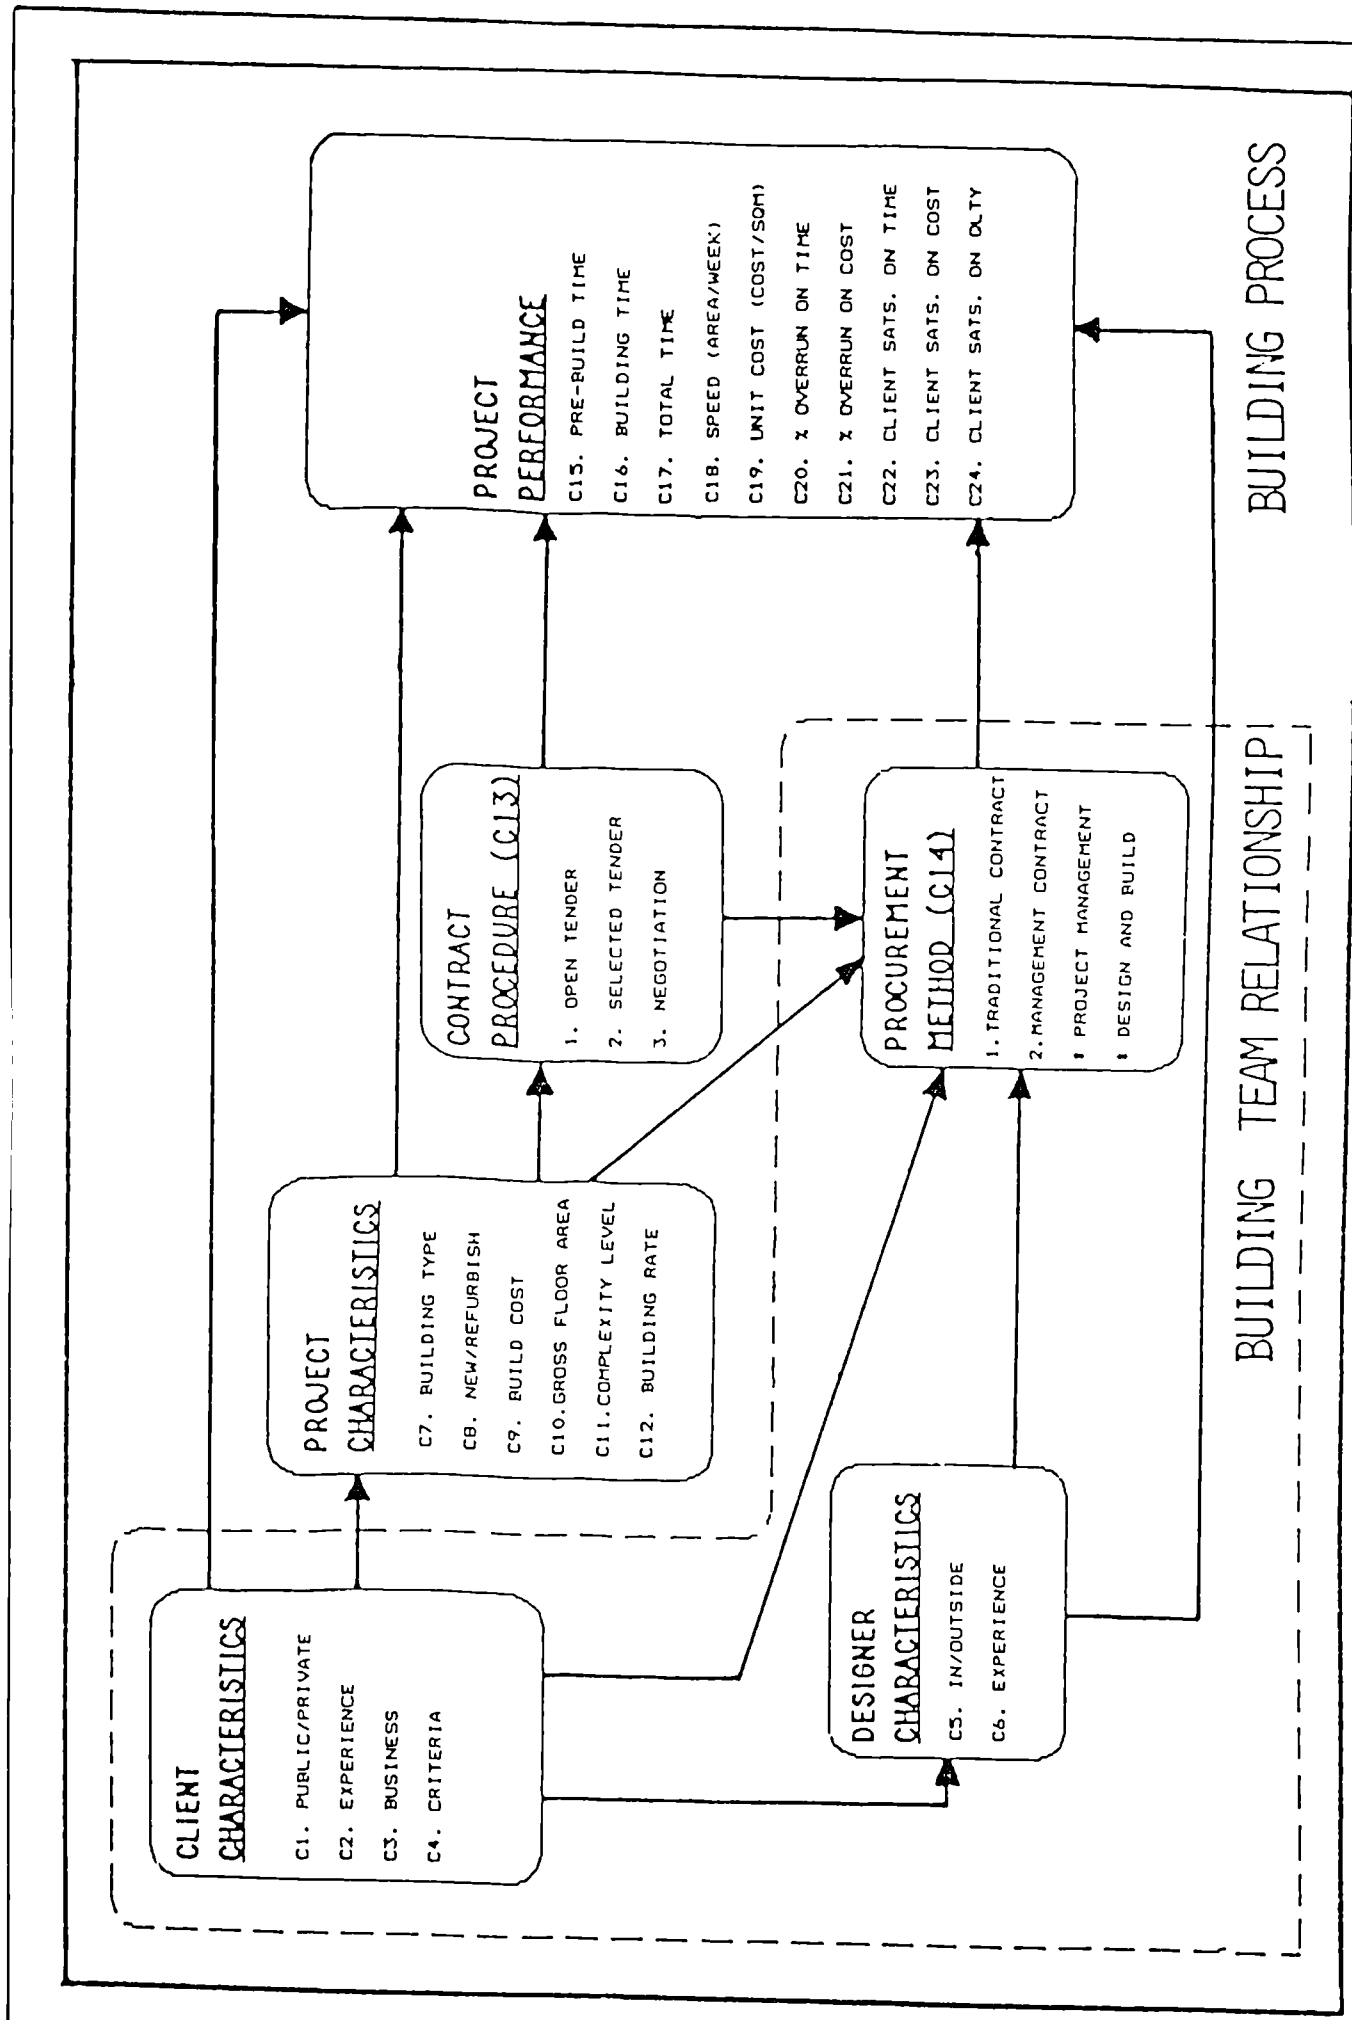 CLIENT
CHARACTERISTICS
C1. PUBLIC/PRIVATE
C2. EXPERIENCE
C3. BUSINESS
C4. CRITERIA
PROJECT
CHARACTERISTICS
C7. BUILDING TYPE
C8. NEW/REFURBISH
C9. BUILD COST
C10.GROSS FLOOR AREA
C11.COMPLEXITY LEVEL
C12. BUILDING RATE
CONTRACT
PROCEDURE (C13)
1. OPEN TENDER
2. SELECTED TENDER
3. NEGOTIATION
PROJECT
PERFORMANCE
C15. PRE-BUILD TIME
C16. BUILDING TIME
C17. TOTAL TIME
C18. SPEED (AREA/WEEK)
C19. UNIT COST (COST/SQM)
C20. % OVERRUN ON TIME
C21. % OVERRUN ON COST
C22. CLIENT SATS. ON TIME
C23. CLIENT SATS. ON COST
C24. CLIENT SATS. ON QLTY
DESIGNER
CHARACTERISTICS
C5. IN/OUTSIDE
C6. EXPERIENCE
PROCUREMENT
METHOD (C14)
1.TRADITIONAL CONTRACT
2.MANAGEMENT CONTRACT
* PROJECT MANAGEMENT
* DESIGN AND BUILD
BUILDING TEAM RELATIONSHIP
BUILDING PROCESS